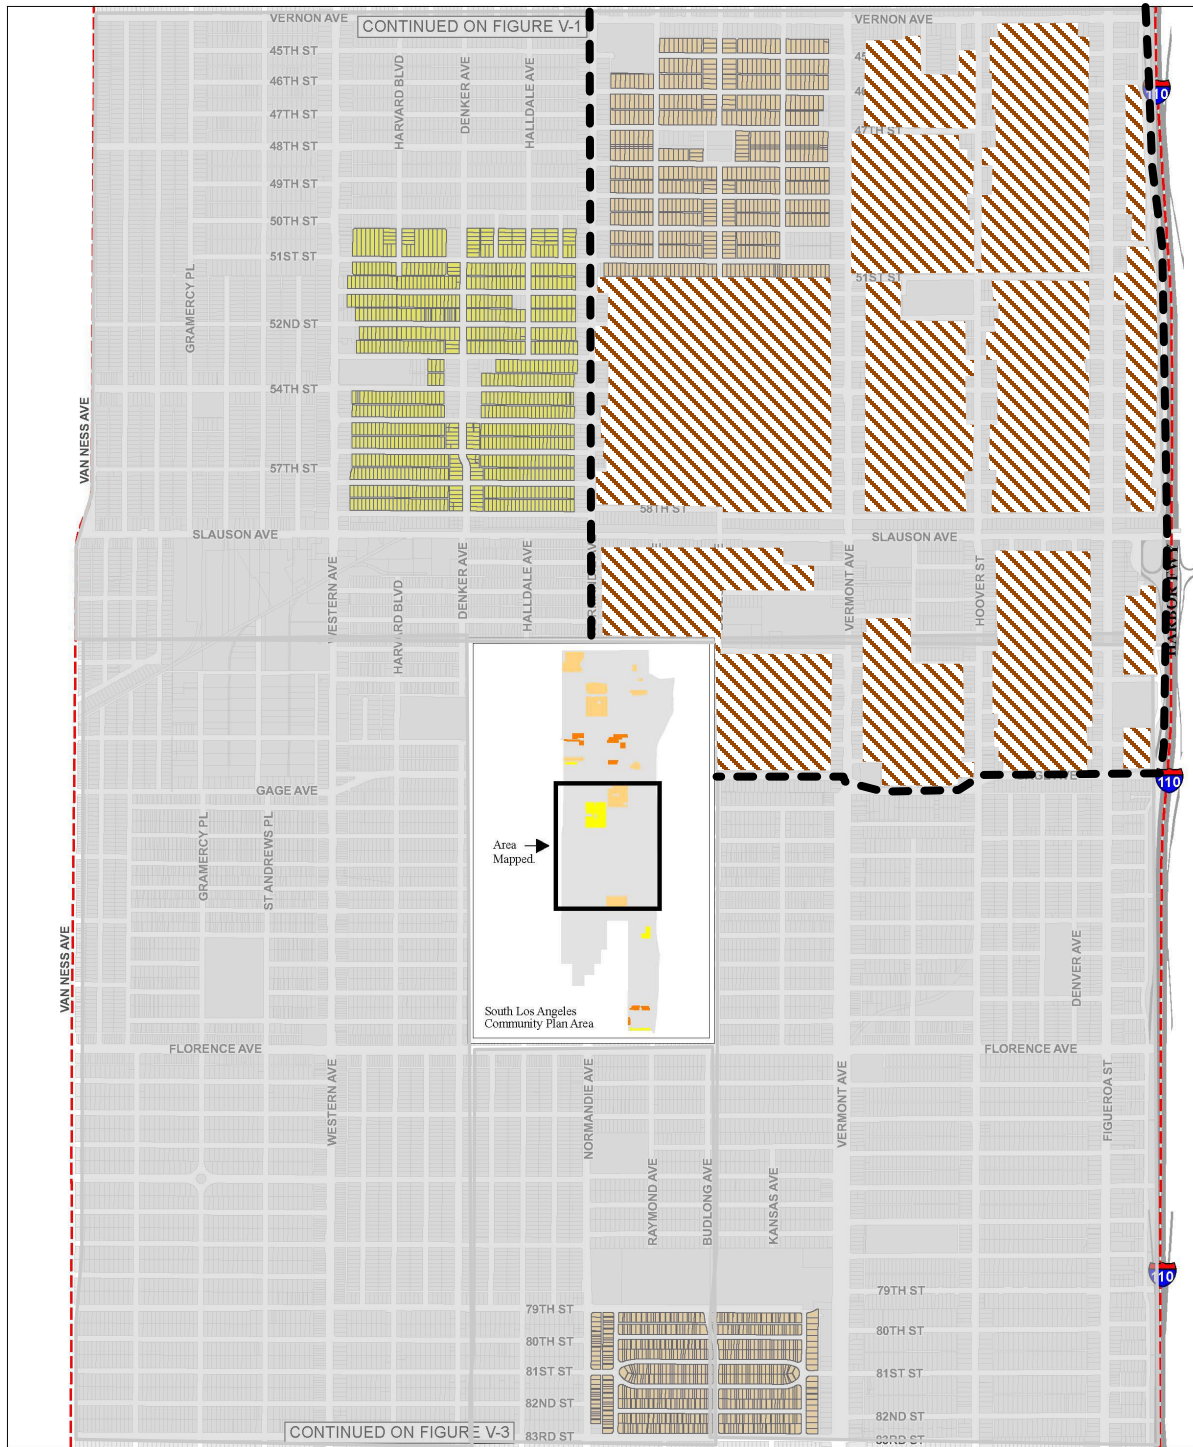 VERNON AVE
CONTINUED ON FIGURE V-1
VERNON AVE
45TH ST
45
46TH ST
46
110
47TH ST
47TH ST
48TH ST
49TH ST
50TH ST
51ST ST
51ST ST
52ND ST
54TH ST
57TH ST
58TH ST
HARVARD BLVD
DENKER AVE
HALLDALE AVE
GRAMERCY PL
VAN NESS AVE
SLAUSON AVE
SLAUSON AVE
WESTERN AVE
HARVARD BLVD
DENKER AVE
HALLDALE AVE
VERMONT AVE
HOOVER ST
GAGE AVE
110
GRAMERCY PL
ST ANDREWS PL
Area
Mapped.
VAN NESS AVE
DENVER AVE
South Los Angeles
Community Plan Area
FLORENCE AVE
FLORENCE AVE
WESTERN AVE
NORMANDIE AVE
RAYMOND AVE
BUDLONG AVE
KANSAS AVE
VERMONT AVE
FIGUEROA ST
110
79TH ST
79TH ST
80TH ST
80TH ST
81ST ST
81ST ST
82ND ST
82ND ST
CONTINUED ON FIGURE V-3
83RD ST
83RD ST